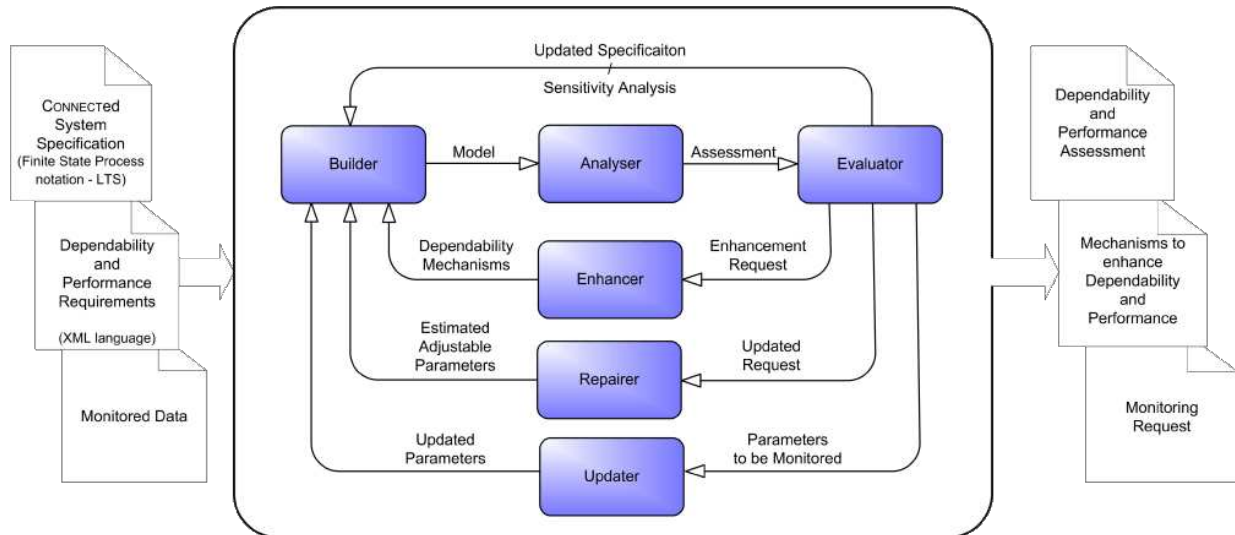 CONNECTed
System
Specification
(Finite State Process
notation - LTS)
Dependability
and
Performance
Requirements
(XML language)
Monitored Data
Updated Specificaiton
Sensitivity Analysis
Builder
Model
Analyser
Assessment
Evaluator
Dependability
Mechanisms
Enhancer
Enhancement
Request
Estimated
Adjustable
Parameters
Repairer
Updated
Request
Updated
Parameters
Updater
Parameters
to be Monitored
Dependability
and
Performance
Assessment
Mechanisms to
enhance
Dependability
and
Performance
Monitoring
Request